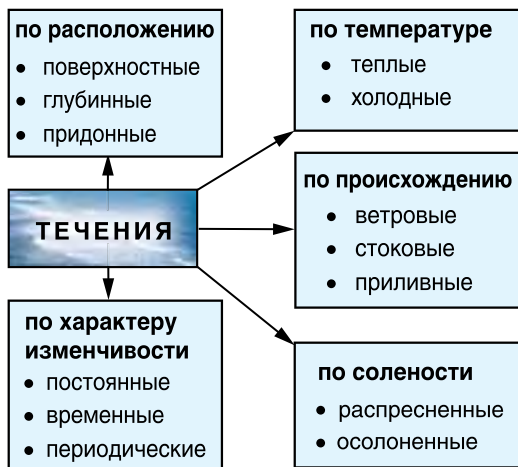 по расположению
• поверхностные
• глубинные
• придонные
по температуре
• теплые
• холодные
ТЕЧЕНИЯ
по происхождению
• ветровые
• стоковые
• приливные
по характеру
изменчивости
• постоянные
• временные
• периодические
по солености
• распресненные
• осолоненные